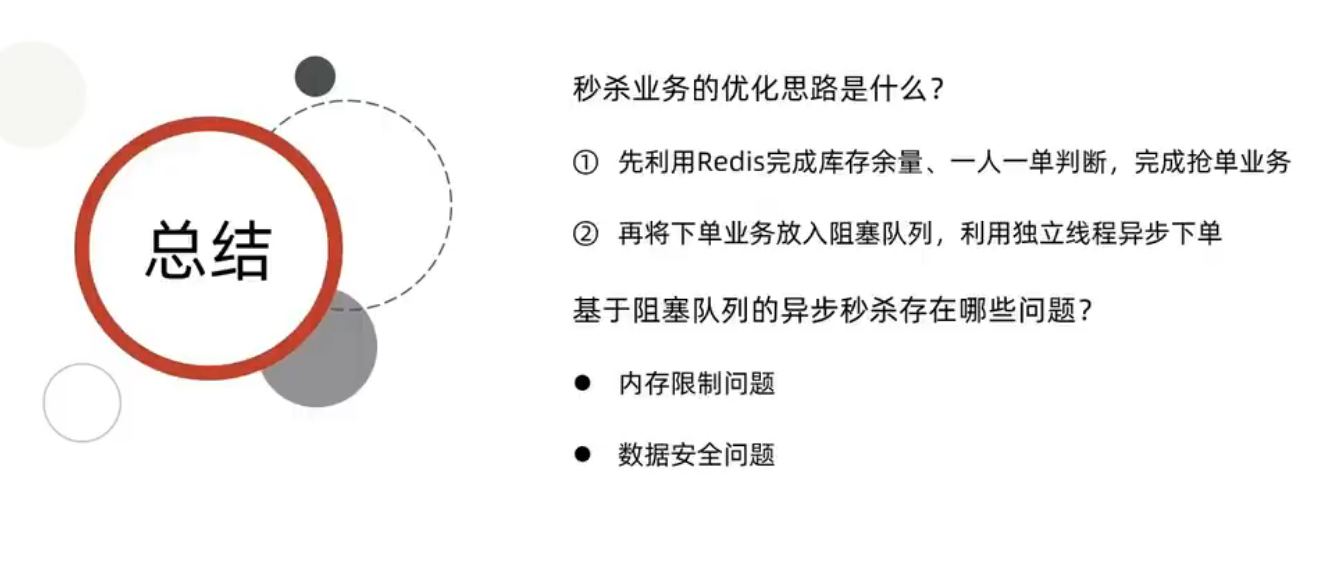 总结
秒杀业务的优化思路是什么？
① 先利用Redis完成库存余量、一人一单判断，完成抢单业务
② 再将下单业务放入阻塞队列，利用独立线程异步下单
基于阻塞队列的异步秒杀存在哪些问题？
● 内存限制问题
● 数据安全问题